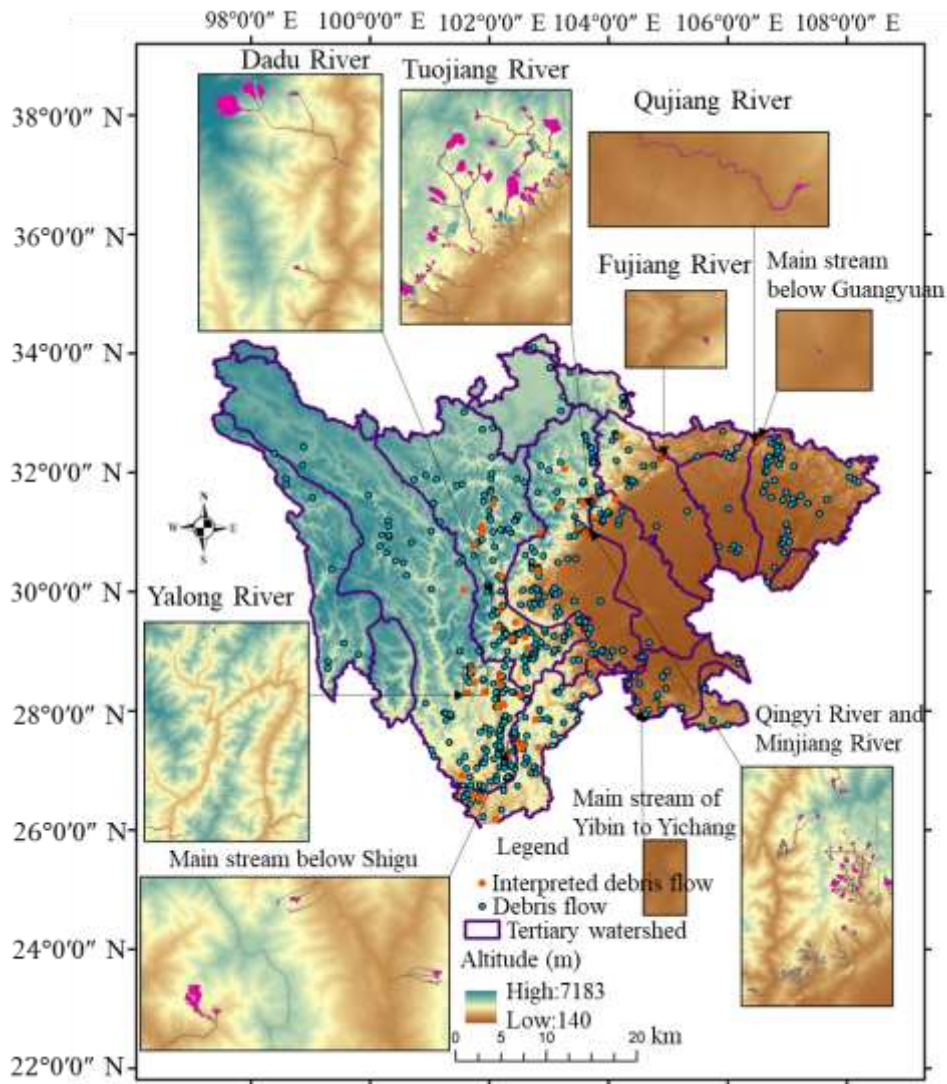 98°0′0″ E 100°0′0″ E 102°0′0″ E 104°0′0″ E 106°0′0″ E 108°0′0″ E
Dadu River
Tuojiang River
Qujiang River
38°0′0″ N
36°0′0″ N
Fujiang River
Main stream
below Guangyuan
34°0′0″ N
32°0′0″ N
N
W E
S
30°0′0″ N
Yalong River
28°0′0″ N
Qingyi River and
Minjiang River
26°0′0″ N
Main stream of
Yibin to Yichang
Main stream below Shigu
Legend
Interpreted debris flow
Debris flow
Tertiary watershed
24°0′0″ N
Altitude (m)
High:7183
Low:140
0 5 10 20 km
22°0′0″ N